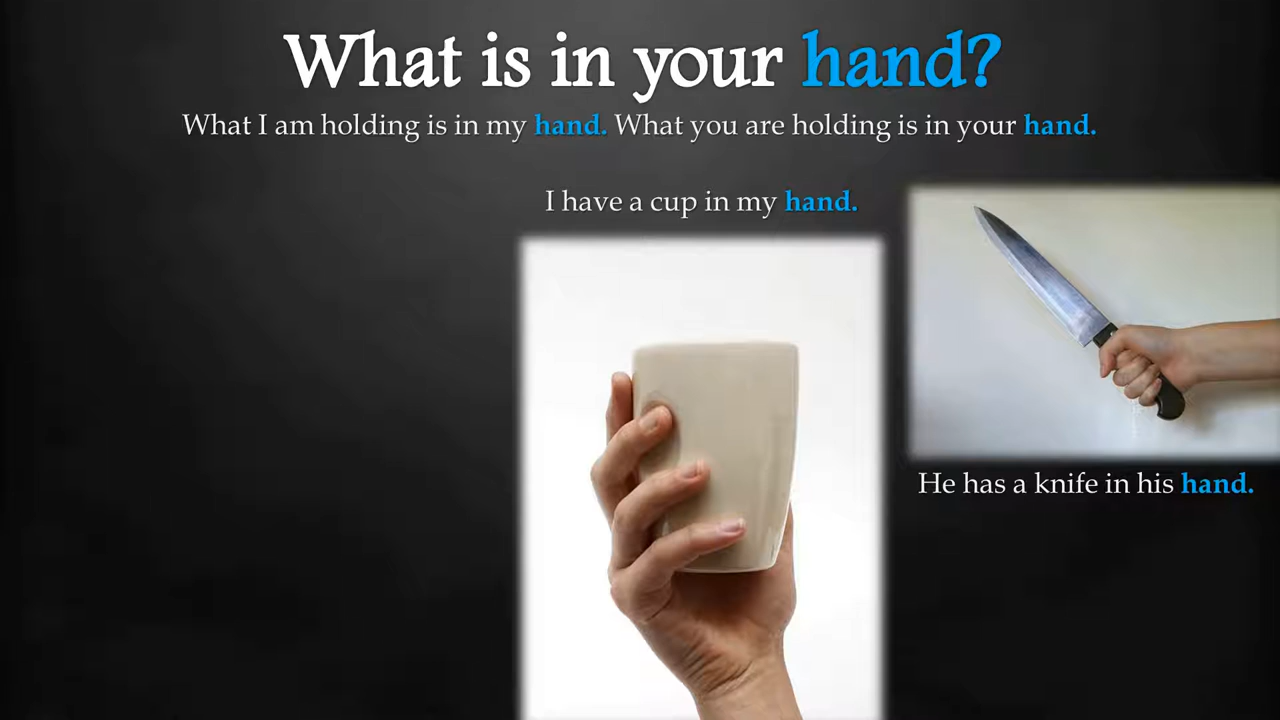 What is in your hand?
What I am holding is in my hand. What you are holding is in your hand.
I have a cup in my hand.
He has a knife in his hand.